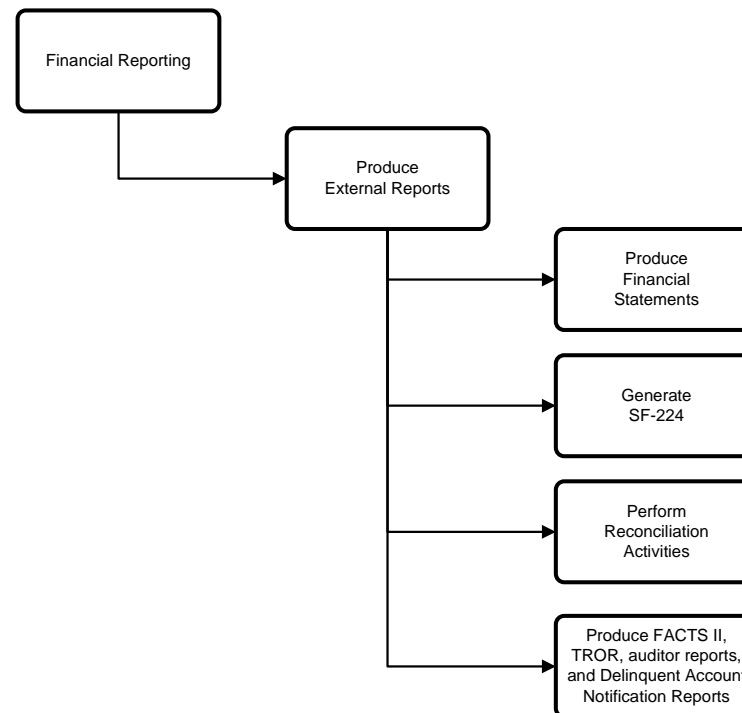 Financial Reporting
Produce
External Reports
Produce
Financial
Statements
Generate
SF-224
Perform
Reconciliation
Activities
Produce FACTS II,
TROR, auditor reports,
and Delinquent Account
Notification Reports